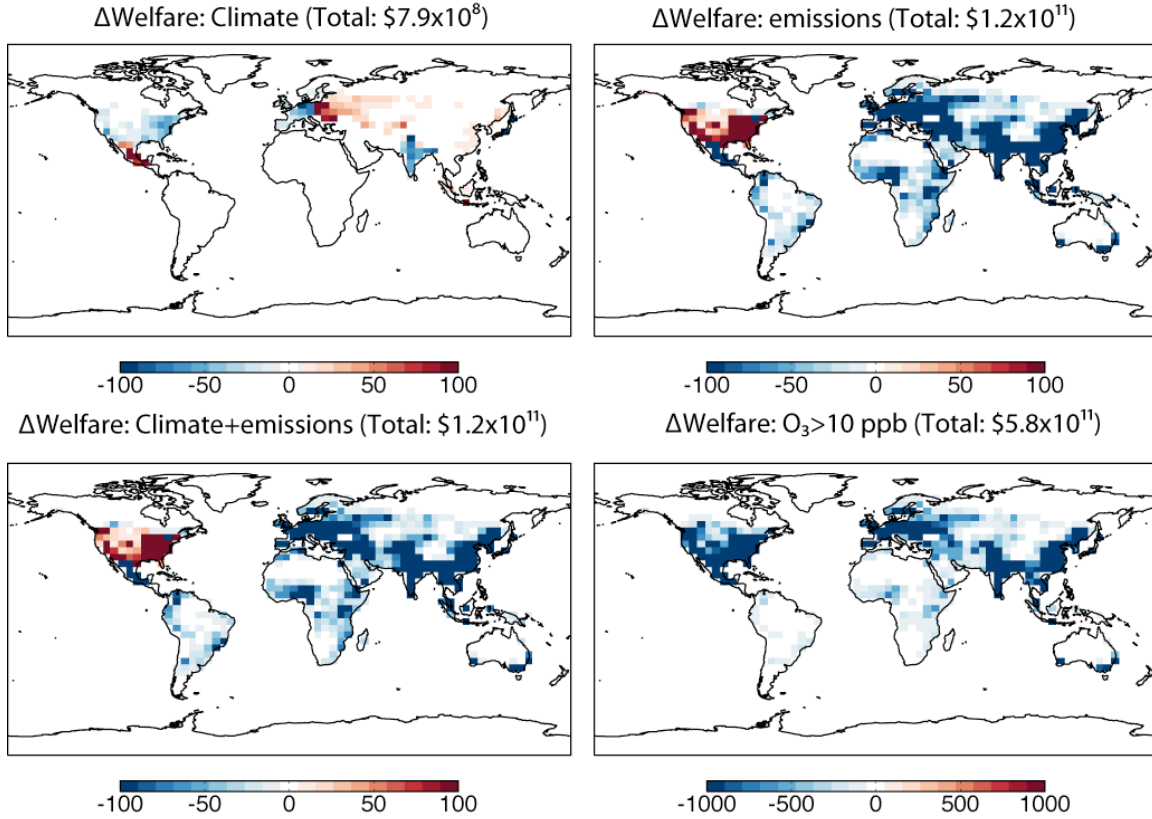 ΔWelfare: Climate (Total: $7.9x10⁸)
ΔWelfare: emissions (Total: $1.2x10¹¹)
-100 -50 0 50 100
-100 -50 0 50 100
ΔWelfare: Climate+emissions (Total: $1.2x10¹¹)
ΔWelfare: O₃>10 ppb (Total: $5.8x10¹¹)
-100 -50 0 50 100
-1000 -500 0 500 1000